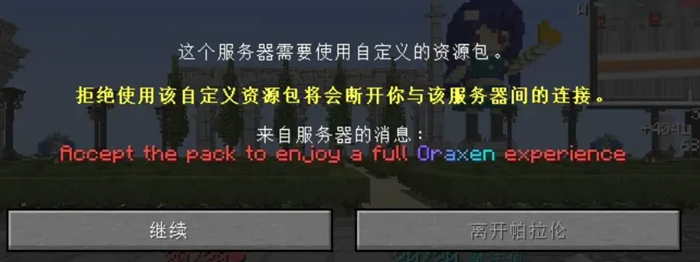 这个服务器需要使用自定义的资源包。
拒绝使用该自定义资源包将会断开你与该服务器间的连接。
来自服务器的消息：
Accept the pack to enjoy a full Oraxen experience
继续
离开帕拉伦